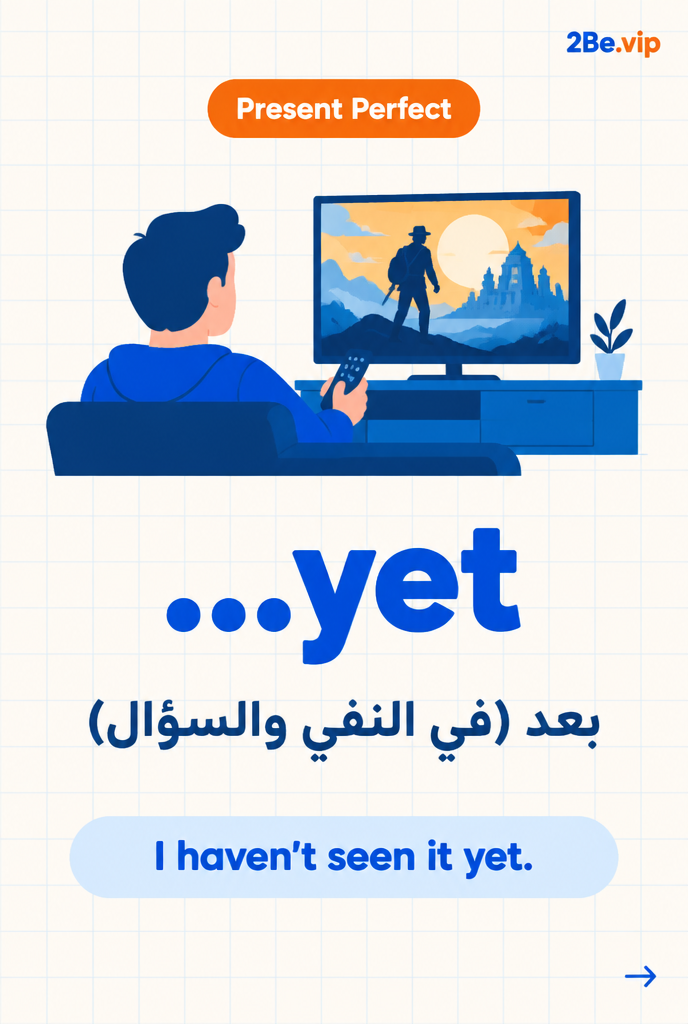 2Be.vip
Present Perfect
...yet
بعد (في النفي والسؤال)
I haven't seen it yet.